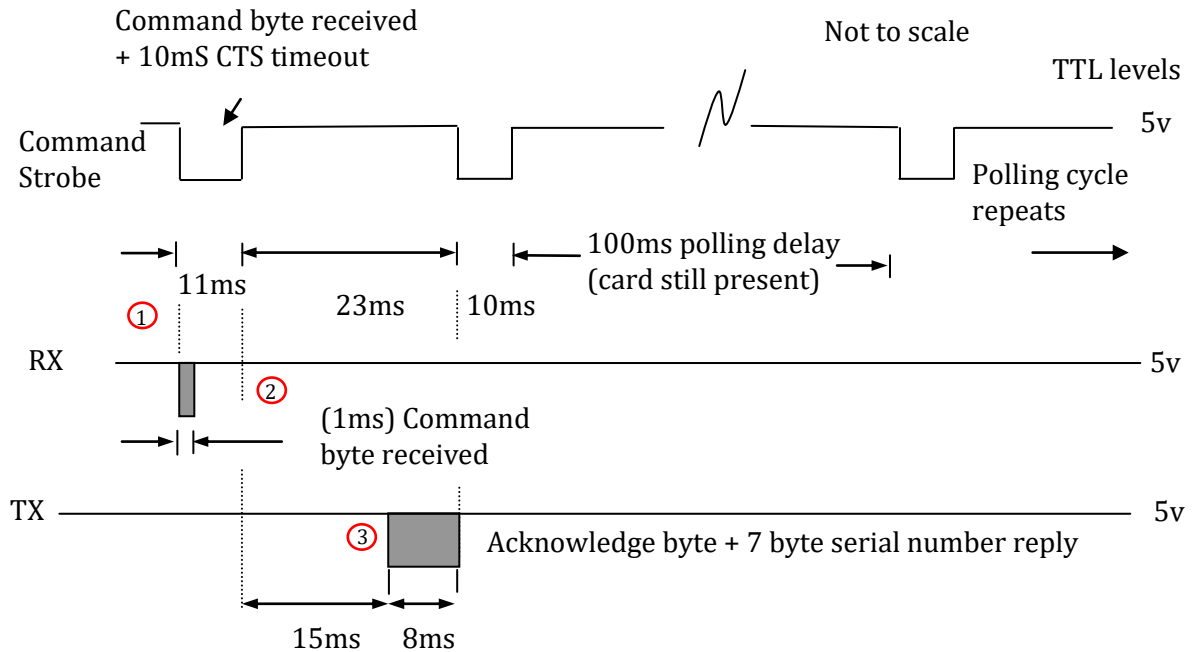 Command byte received
+ 10mS CTS timeout
Not to scale
TTL levels
5v
Command
Strobe
Polling cycle
repeats
100ms polling delay
(card still present)
11ms
23ms
10ms
1
RX
5v
2
(1ms) Command
byte received
TX
5v
3
Acknowledge byte + 7 byte serial number reply
15ms
8ms